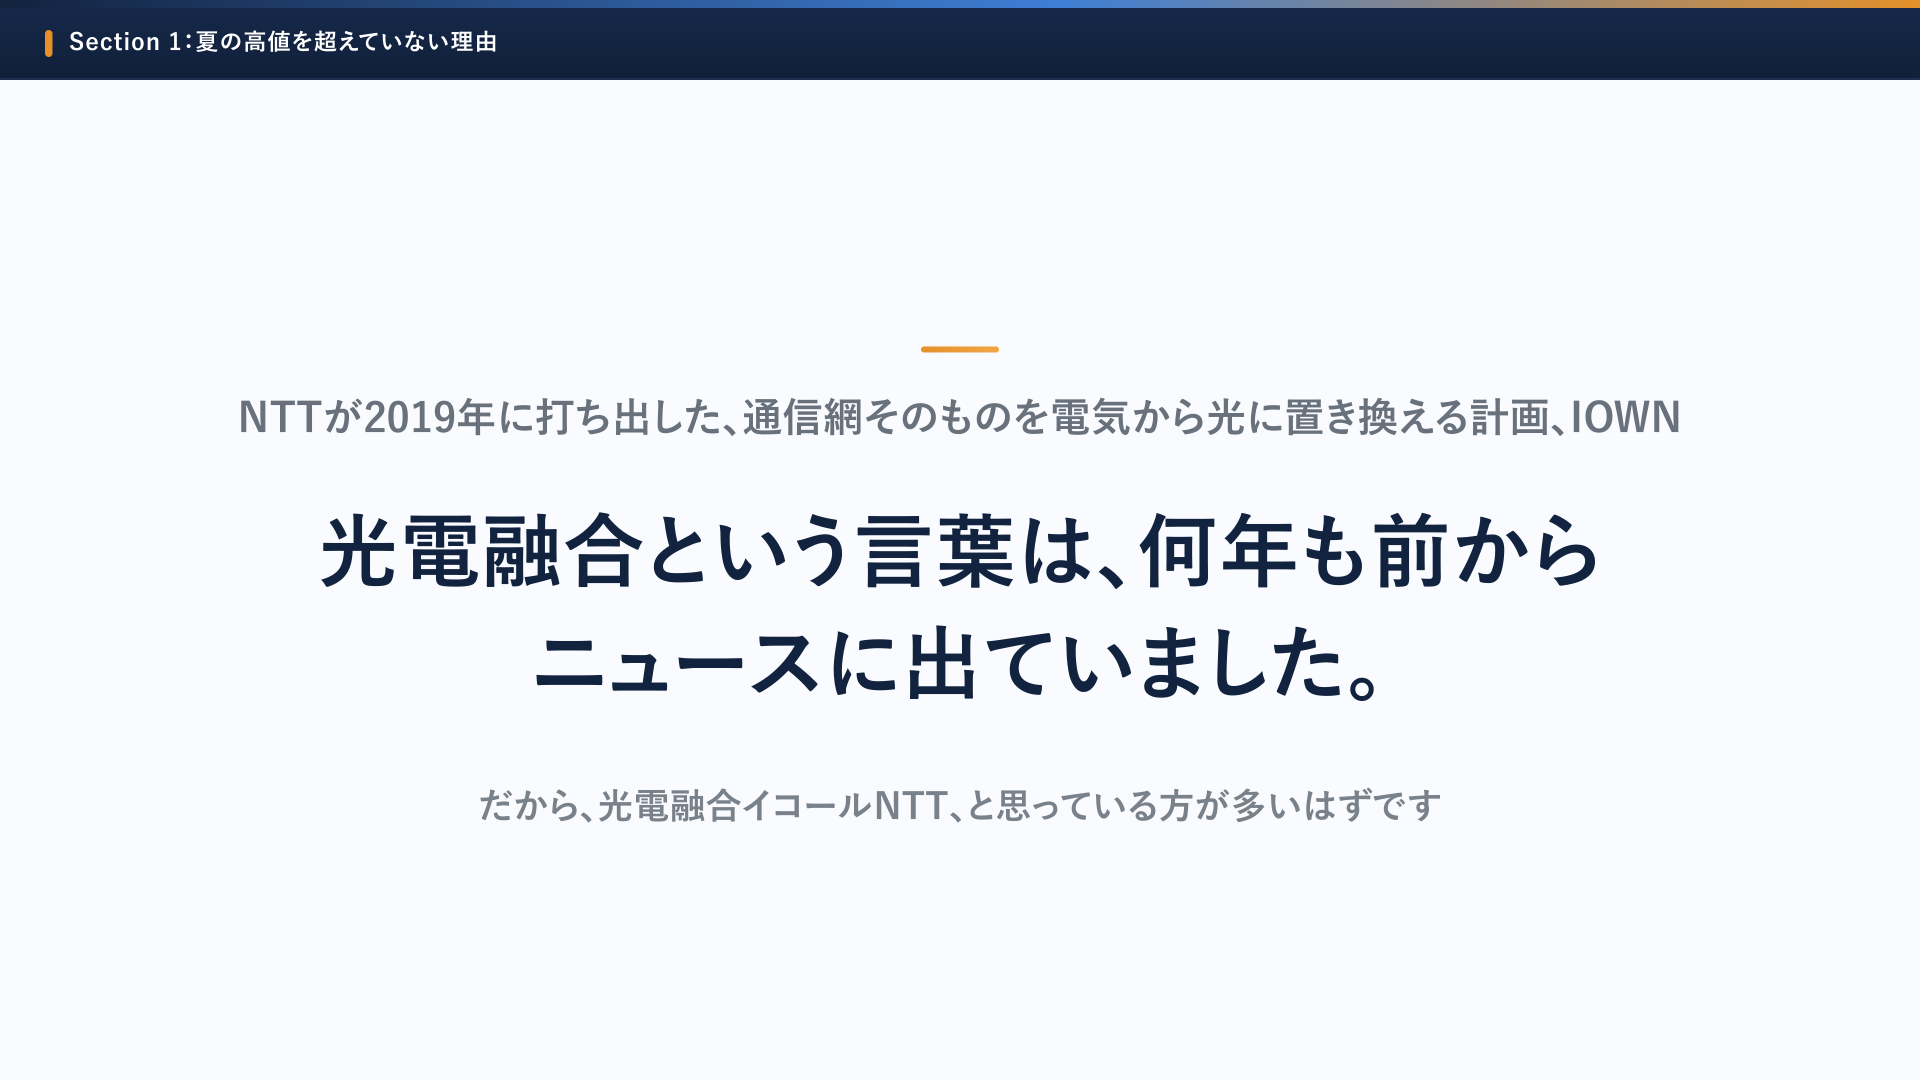 Section 1：夏の高値を超えていない理由
NTTが2019年に打ち出した、通信網そのものを電気から光に置き換える計画、IOWN
光電融合という言葉は、何年も前から
ニュースに出ていました。
だから、光電融合イコールNTT、と思っている方が多いはずです